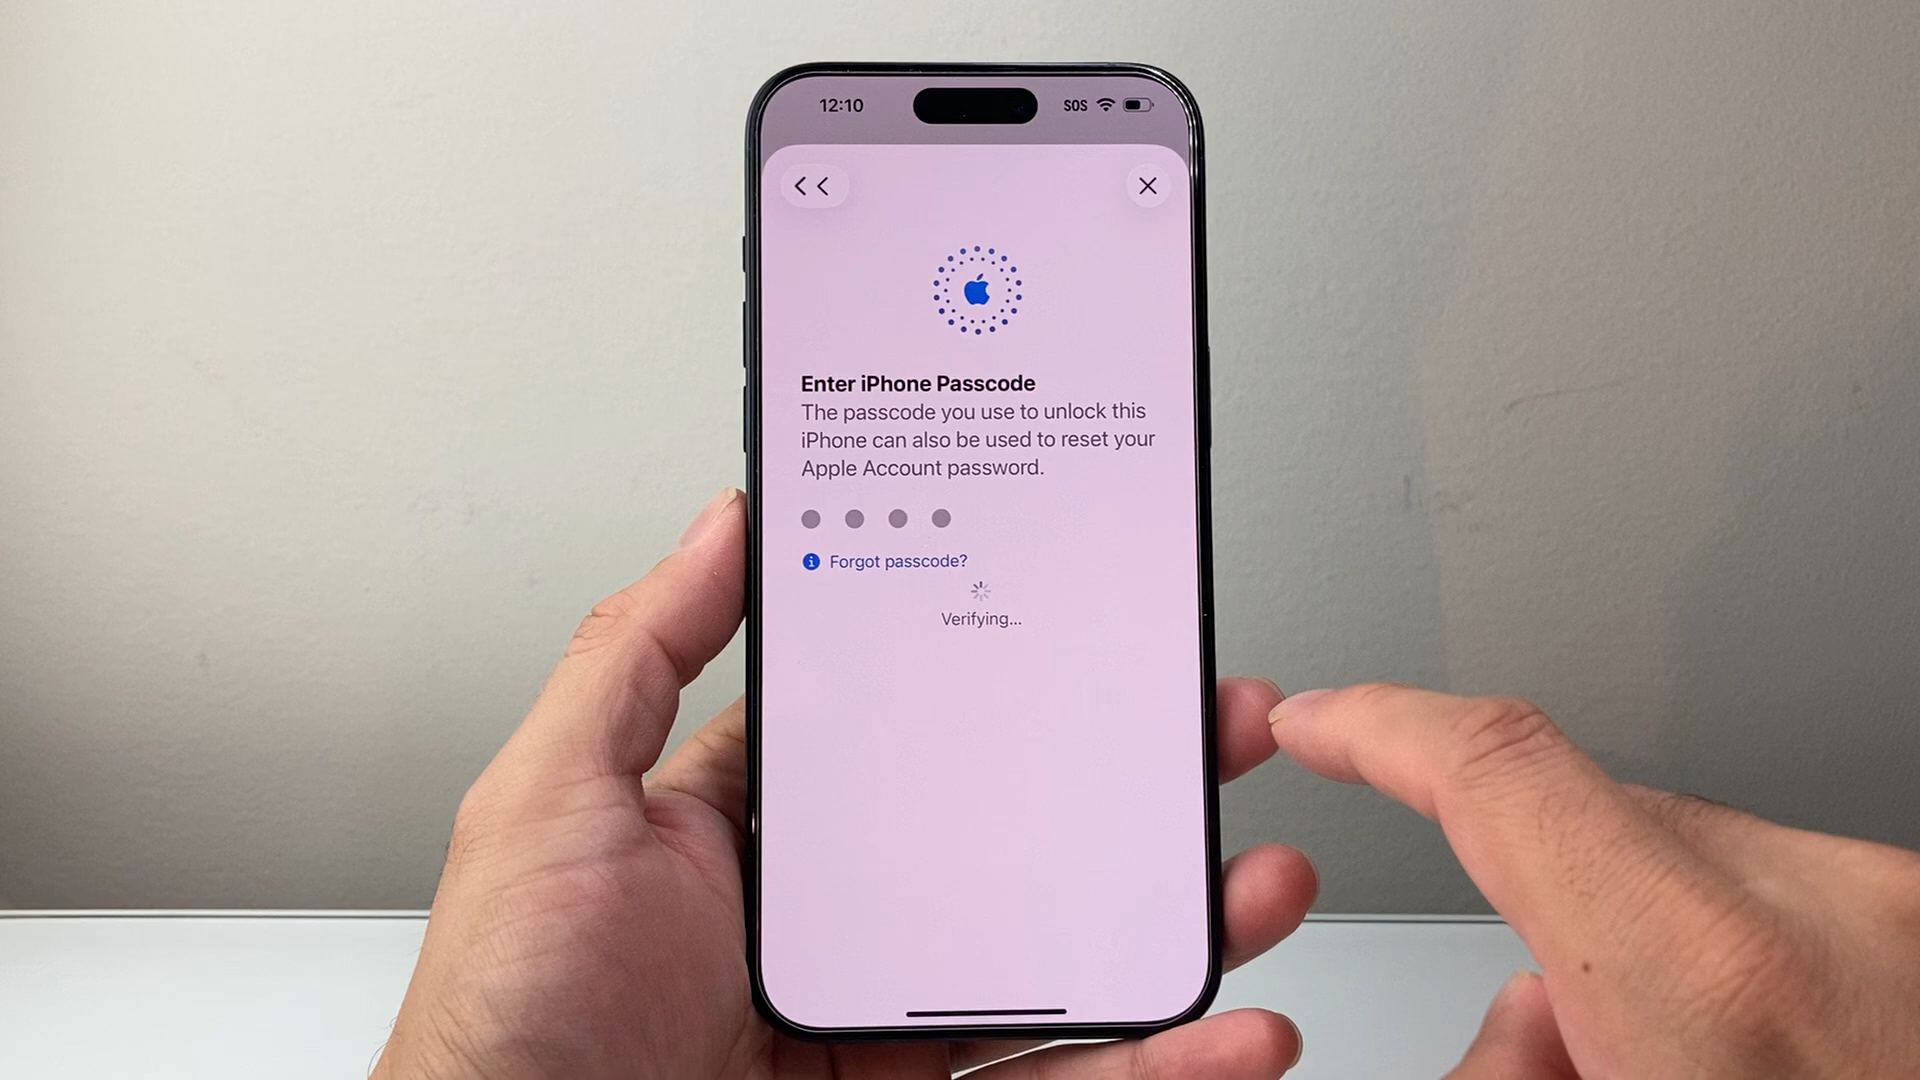 12:10 SOS
Enter iPhone Passcode
The passcode you use to unlock this
iPhone can also be used to reset your
Apple Account password.
Forgot passcode?
Verifying...